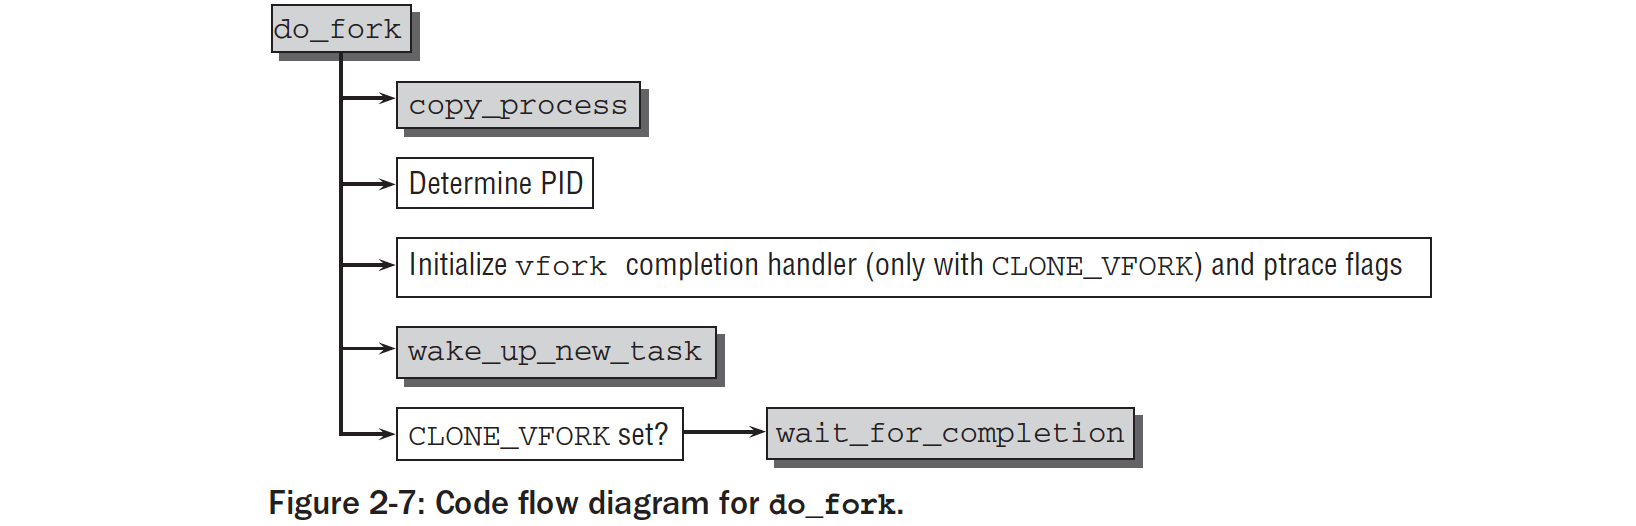 do_fork
copy_process
Determine PID
Initialize vfork completion handler (only with CLONE_VFORK) and ptrace flags
wake_up_new_task
CLONE_VFORK set?
wait_for_completion
Figure 2-7: Code flow diagram for do_fork.